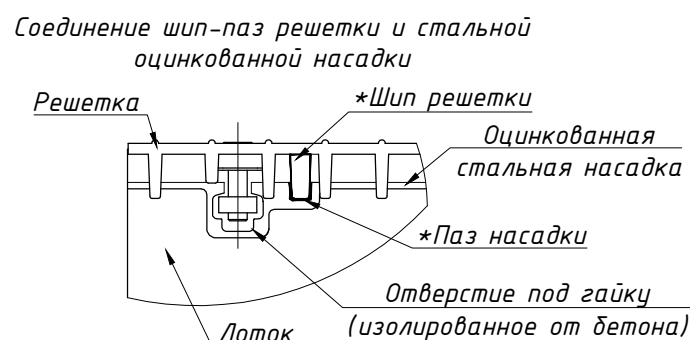 Соединение шип-паз решетки и стальной
оцинкованной насадки
Решетка
*Шип решетки
Оцинкованная
стальная насадка
*Паз насадки
Отверстие под гайку
(изолированное от бетона)
Лоток